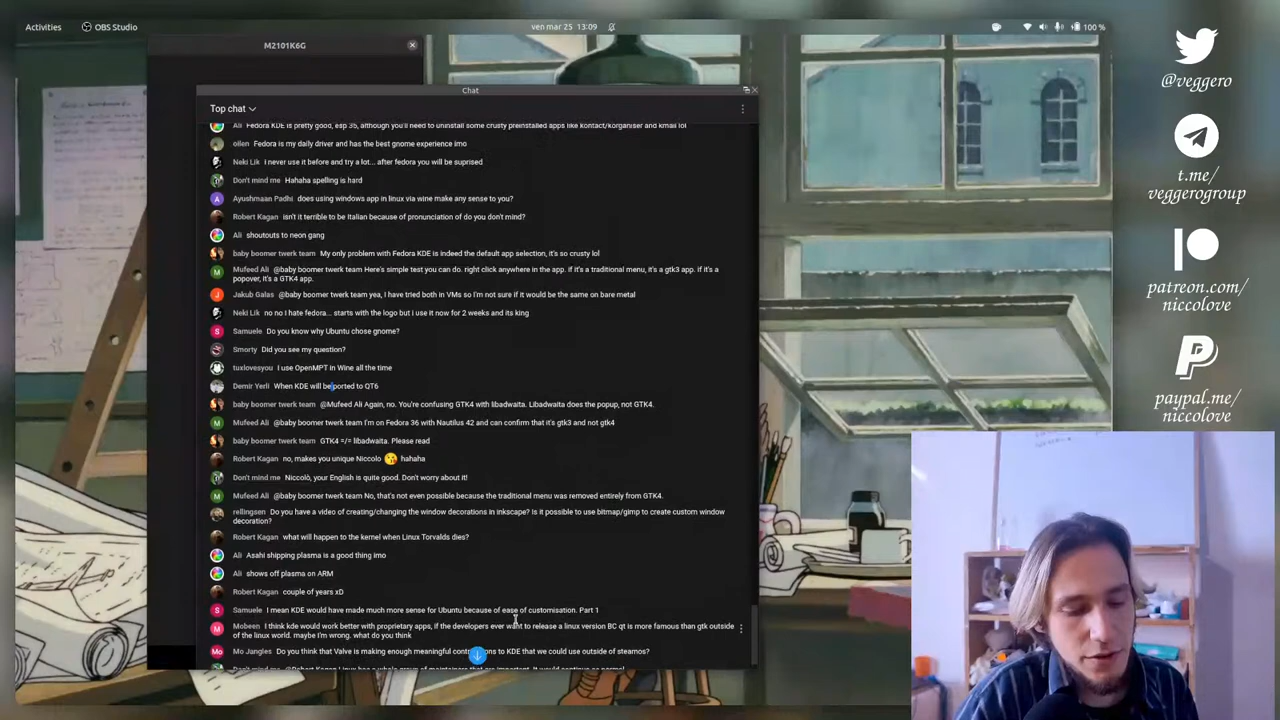 Activities
OBS Studio
ven mar 25 13:09
100 %
M2101K6G
Chat
Top chat
Ali Fedora KDE is pretty good, esp 35, although you'll need to uninstall some crusty preinstalled apps like kontact/korganiser and kmail lol
oilen Fedora is my daily driver and has the best gnome experience imo
Neki Lik I never use it before and try a lot... after fedora you will be suprised
Don't mind me Hahaha spelling is hard
Ayushmaan Padhi does using windows app in linux via wine make any sense to you?
Robert Kagan isn't it terrible to be Italian because of pronunciation of do you don't mind?
Ali shoutouts to neon gang
baby boomer twerk team My only problem with Fedora KDE is indeed the default app selection, it's so crusty lol
Mufeed Ali @baby boomer twerk team Here's simple test you can do. right click anywhere in the app. if it's a traditional menu, it's a gtk3 app. if it's a
popover, it's a GTK4 app.
Jakub Galas @baby boomer twerk team yea, I have tried both in VMs so I'm not sure if it would be the same on bare metal
Neki Lik no no I hate fedora... starts with the logo but i use it now for 2 weeks and its king
Samuele Do you know why Ubuntu chose gnome?
Smorty Did you see my question?
tuxlovesyou I use OpenMPT in Wine all the time
Demir Yerli When KDE will be ported to QT6
baby boomer twerk team @Mufeed Ali Again, no. You're confusing GTK4 with libadwaita. Libadwaita does the popup, not GTK4.
Mufeed Ali @baby boomer twerk team I'm on Fedora 36 with Nautilus 42 and can confirm that it's gtk3 and not gtk4
baby boomer twerk team GTK4 =/= libadwaita. Please read
Robert Kagan no, makes you unique Niccolo 😘 hahaha
Don't mind me Niccolò, your English is quite good. Don't worry about it!
Mufeed Ali @baby boomer twerk team No, that's not even possible because the traditional menu was removed entirely from GTK4.
rellingsen Do you have a video of creating/changing the window decorations in inkscape? Is it possible to use bitmap/gimp to create custom window
decoration?
Robert Kagan what will happen to the kernel when Linux Torvalds dies?
Ali Asahi shipping plasma is a good thing imo
Ali shows off plasma on ARM
Robert Kagan couple of years xD
Samuele I mean KDE would have made much more sense for Ubuntu because of ease of customisation. Part 1
Mobeen I think kde would work better with proprietary apps, if the developers ever want to release a linux version BC qt is more famous than gtk outside
of the linux world. maybe I'm wrong. what do you think
Mo Jangles Do you think that Valve is making enough meaningful to KDE that we could use outside of steamos?
Don't mind me @Robert Kagan Linux has a whole group of maintainers that are important. It would continue as normal
@veggero
t.me/
veggerogroup
patreon.com/
niccolove
paypal.me/
niccolove